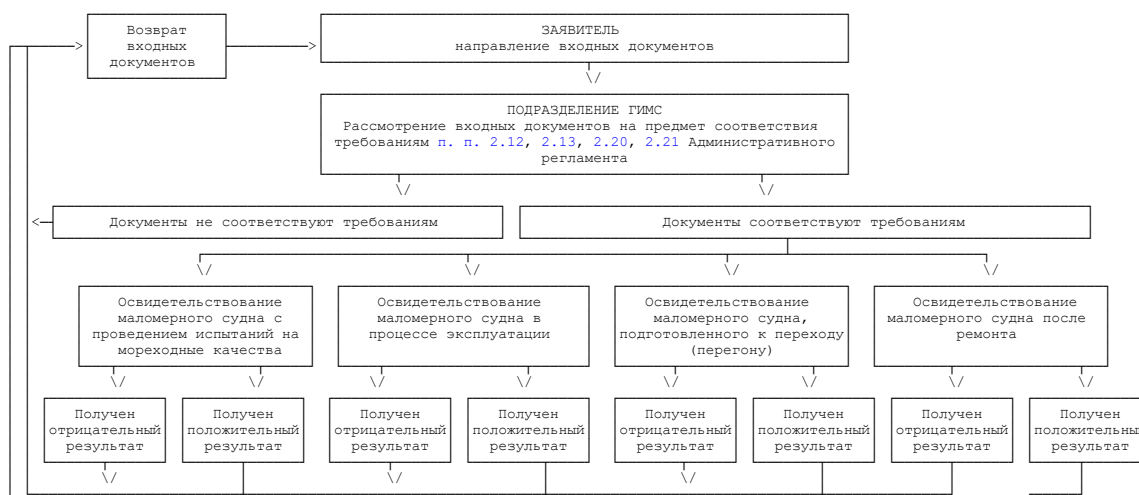 Возврат
входных
документов
ЗАЯВИТЕЛЬ
направление входных документов
ПОДРАЗДЕЛЕНИЕ ГИМС
Рассмотрение входных документов на предмет соответствия
требованиям п. п. 2.12, 2.13, 2.20, 2.21 Административного
регламента
Документы не соответствуют требованиям
Документы соответствуют требованиям
Освидетельствование
маломерного судна с
проведением испытаний на
мореходные качества
Освидетельствование
маломерного судна в
процессе эксплуатации
Освидетельствование
маломерного судна,
подготовленного к переходу
(перегону)
Освидетельствование
маломерного судна после
ремонта
Получен
отрицательный
результат
Получен
положительный
результат
Получен
отрицательный
результат
Получен
положительный
результат
Получен
отрицательный
результат
Получен
положительный
результат
Получен
отрицательный
результат
Получен
положительный
результат